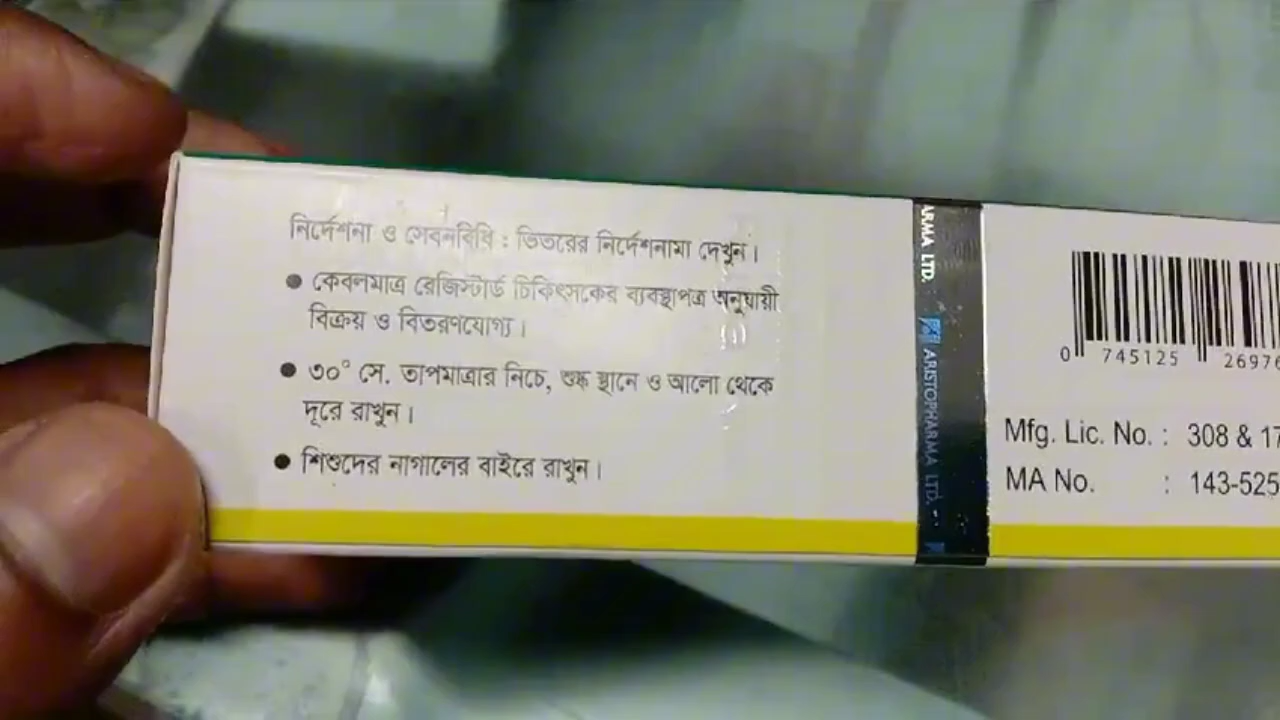 নির্দেশনা ও সেবনবিধি : ভিতরের নির্দেশনামা দেখুন।
● কেবলমাত্র রেজিস্টার্ড চিকিৎসকের ব্যবস্থাপত্র অনুযায়ী
বিক্রয় ও বিতরণযোগ্য।
● ৩০° সে. তাপমাত্রার নিচে, শুষ্ক স্থানে ও আলো থেকে
দূরে রাখুন।
● শিশুদের নাগালের বাইরে রাখুন।
ARMA LTD.
ARISTOPHARMA LTD.
0 745125 26976
Mfg. Lic. No. : 308 & 17
MA No. : 143-525